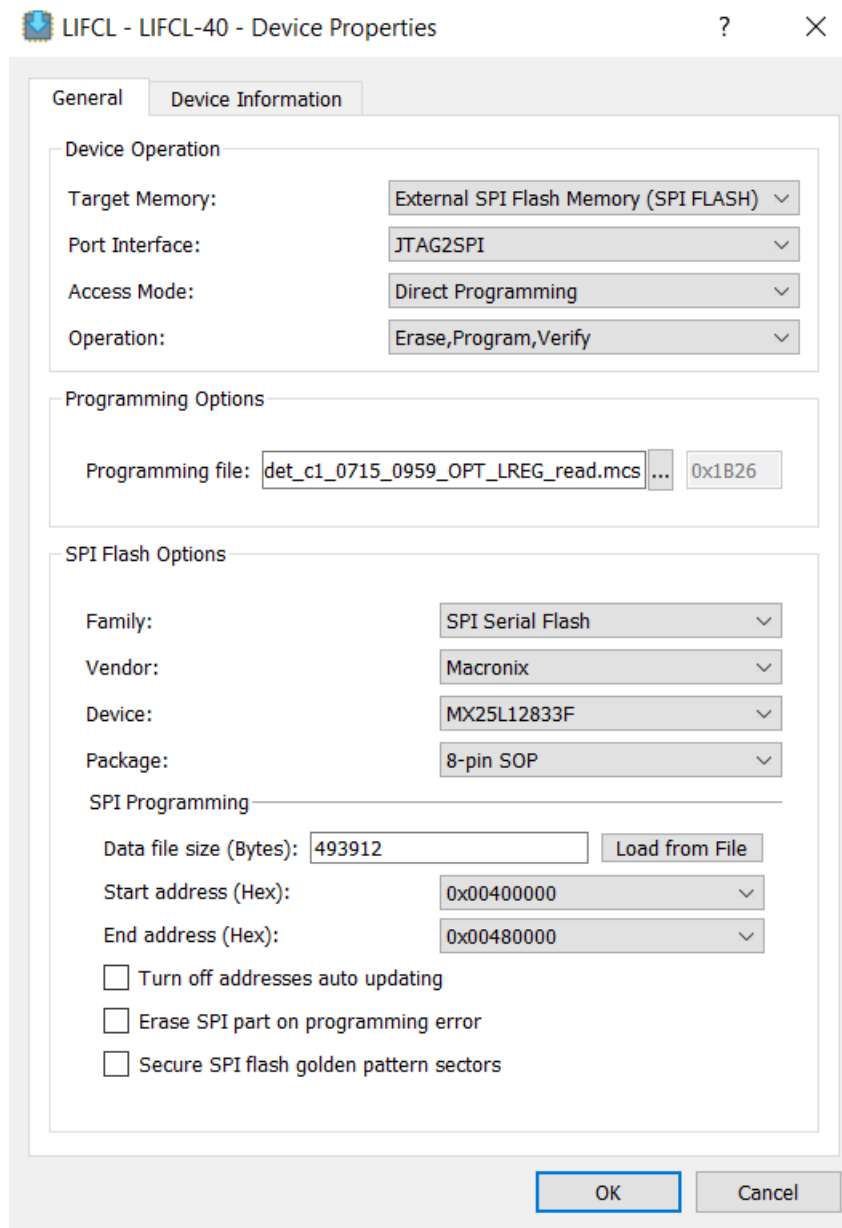 LIFCL - LIFCL-40 - Device Properties ?
General Device Information
Device Operation
Target Memory: External SPI Flash Memory (SPI FLASH)
Port Interface: JTAG2SPI
Access Mode: Direct Programming
Operation: Erase,Program,Verify
Programming Options
Programming file: det_c1_0715_0959_OPT_LREG_read.mcs ... 0x1B26
SPI Flash Options
Family: SPI Serial Flash
Vendor: Macronix
Device: MX25L12833F
Package: 8-pin SOP
SPI Programming
Data file size (Bytes): 493912 Load from File
Start address (Hex): 0x00400000
End address (Hex): 0x00480000
Turn off addresses auto updating
Erase SPI part on programming error
Secure SPI flash golden pattern sectors
OK Cancel